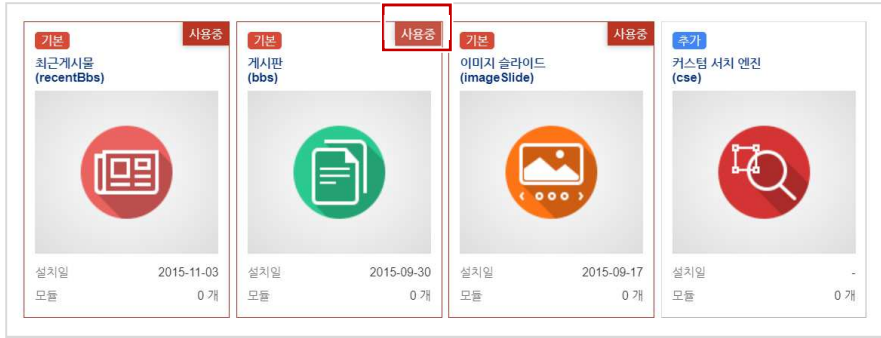 기본 사용중
최근게시물
(recentBbs)
설치일 2015-11-03
모듈 0 개
기본 사용중
게시판
(bbs)
설치일 2015-09-30
모듈 0 개
기본 사용중
이미지 슬라이드
(imageSlide)
설치일 2015-09-17
모듈 0 개
추가
커스텀 서치 엔진
(cse)
설치일 -
모듈 0 개